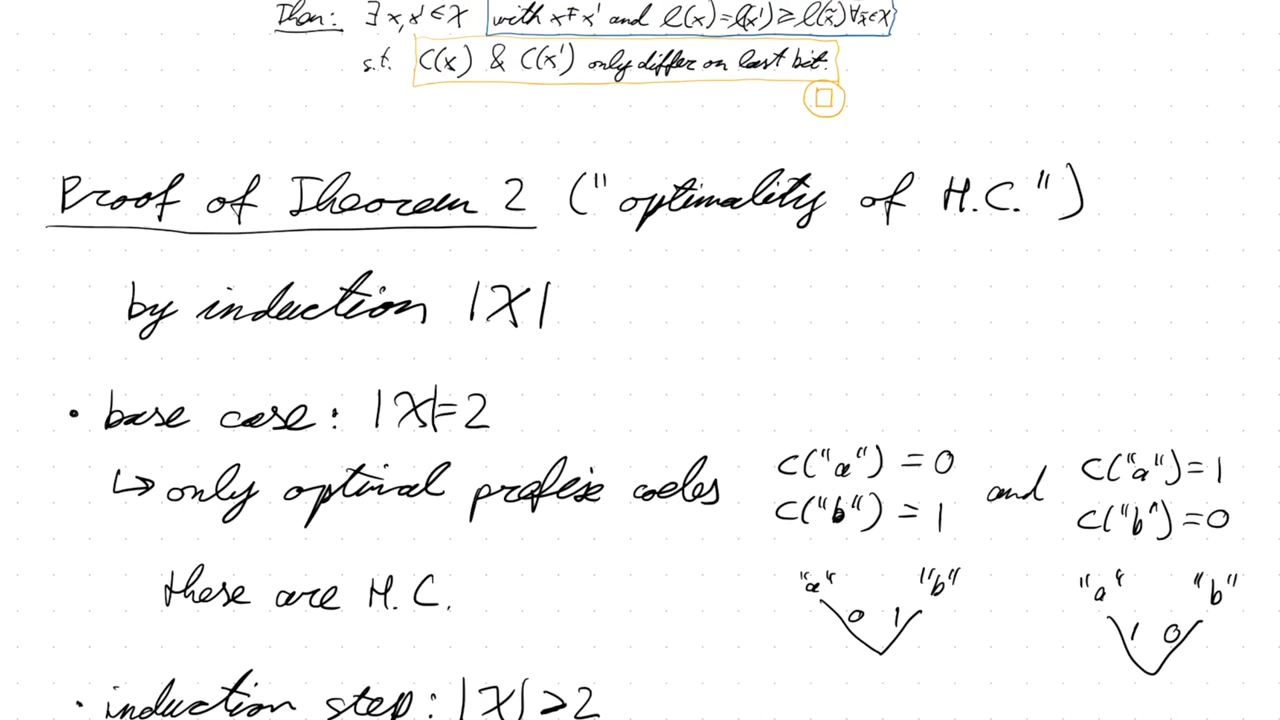 Then: ∃ x, x' ∈ X with x ≠ x' and ℓ(x) = ℓ(x') ≥ ℓ(x̃) ∀ x̃ ∈ X
s.t. C(x) & C(x') only differ on last bit.
Proof of Theorem 2 ("optimality of H.C.")
by induction |X|
• base case: |X| = 2
↳ only optimal prefix codes C("a") = 0 and C("a") = 1
C("b") = 1 C("b") = 0
these are H.C.
"a" "b" "a" "b"
0 1 1 0
• induction step: |X| > 2